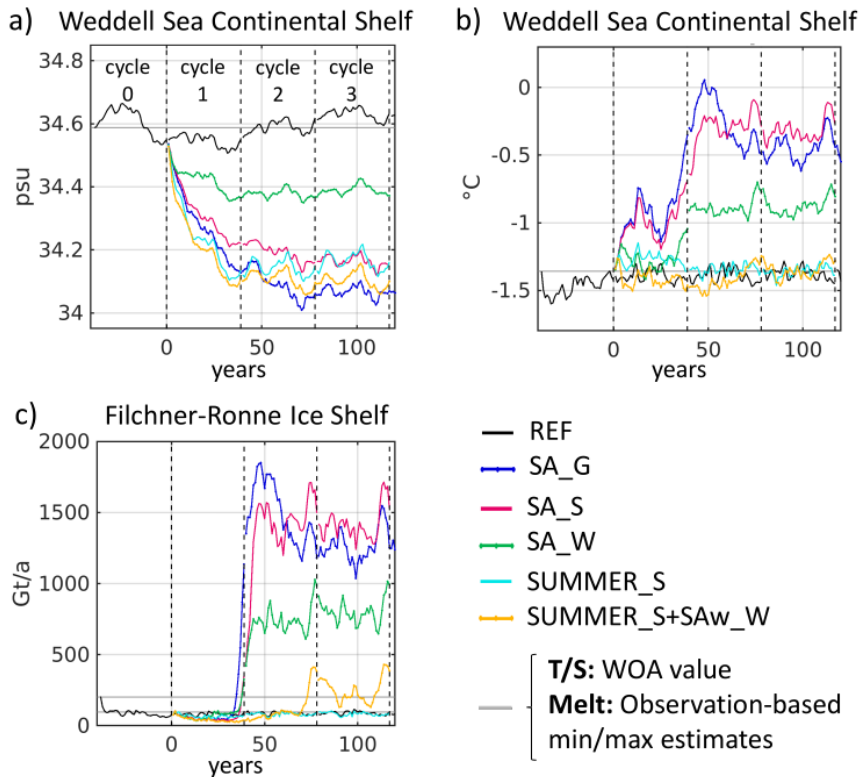 a) Weddell Sea Continental Shelf
34.8
34.6
34.4
34.2
34
psu
cycle 0
cycle 1
cycle 2
cycle 3
0 50 100
years
b) Weddell Sea Continental Shelf
0
-0.5
-1
-1.5
°C
0 50 100
years
c) Filchner-Ronne Ice Shelf
2000
1500
1000
500
0
Gt/a
0 50 100
years
REF
SA_G
SA_S
SA_W
SUMMER_S
SUMMER_S+SAw_W
T/S: WOA value
Melt: Observation-based
min/max estimates